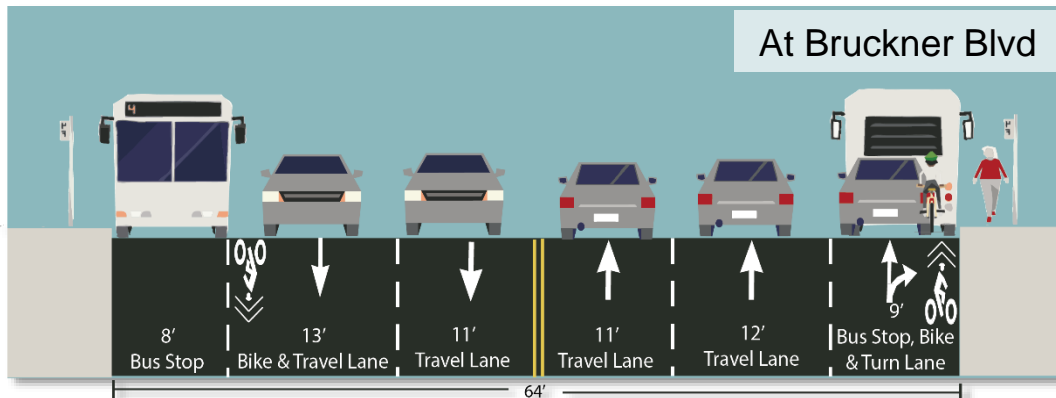 At Bruckner Blvd
4
8'
Bus Stop
13'
Bike & Travel Lane
11'
Travel Lane
11'
Travel Lane
12'
Travel Lane
9'
Bus Stop, Bike
& Turn Lane
64'